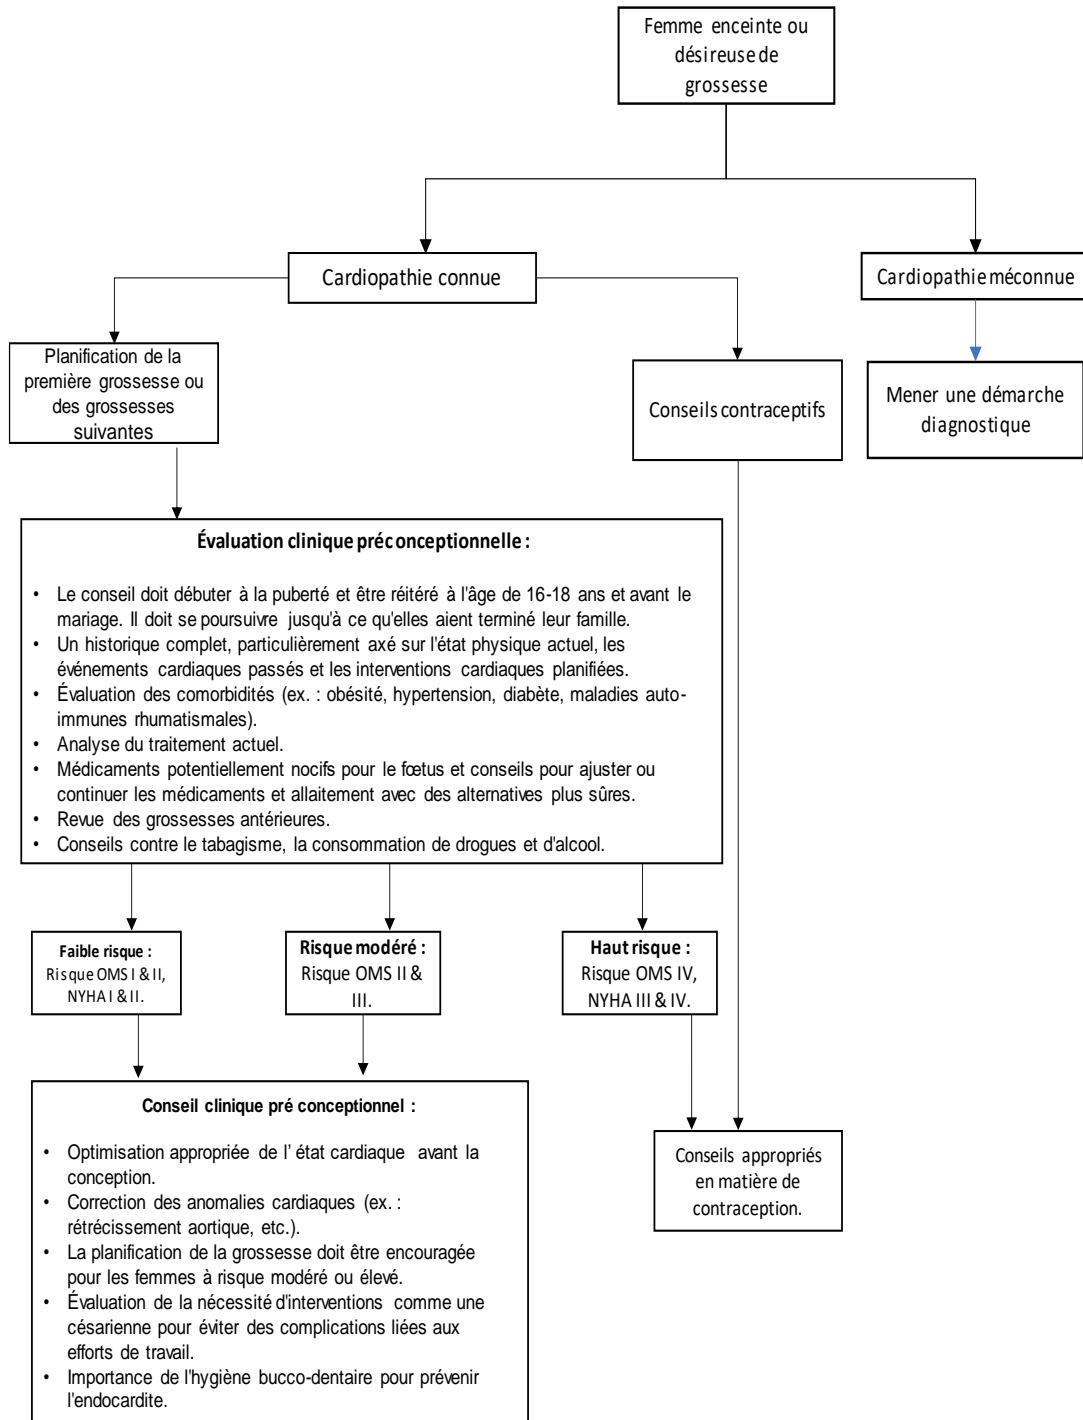 Femme enceinte ou
désireuse de
grossesse
Cardiopathie connue
Cardiopathie méconnue
Planification de la
première grossesse ou
des grossesses
suivantes
Conseils contraceptifs
Mener une démarche
diagnostique
Évaluation clinique préconceptionnelle :
• Le conseil doit débuter à la puberté et être réitéré à l'âge de 16-18 ans et avant le
mariage. Il doit se poursuivre jusqu'à ce qu'elles aient terminé leur famille.
• Un historique complet, particulièrement axé sur l'état physique actuel, les
événements cardiaques passés et les interventions cardiaques planifiées.
• Évaluation des comorbidités (ex. : obésité, hypertension, diabète, maladies auto-
immunes rhumatismales).
• Analyse du traitement actuel.
• Médicaments potentiellement nocifs pour le fœtus et conseils pour ajuster ou
continuer les médicaments et allaitement avec des alternatives plus sûres.
• Revue des grossesses antérieures.
• Conseils contre le tabagisme, la consommation de drogues et d'alcool.
Faible risque :
Risque OMS I & II,
NYHA I & II.
Risque modéré :
Risque OMS II &
III.
Haut risque :
Risque OMS IV,
NYHA III & IV.
Conseil clinique pré conceptionnel :
• Optimisation appropriée de l' état cardiaque avant la
conception.
• Correction des anomalies cardiaques (ex. :
rétrécissement aortique, etc.).
• La planification de la grossesse doit être encouragée
pour les femmes à risque modéré ou élevé.
• Évaluation de la nécessité d'interventions comme une
césarienne pour éviter des complications liées aux
efforts de travail.
• Importance de l'hygiène bucco-dentaire pour prévenir
l'endocardite.
Conseils appropriés
en matière de
contraception.